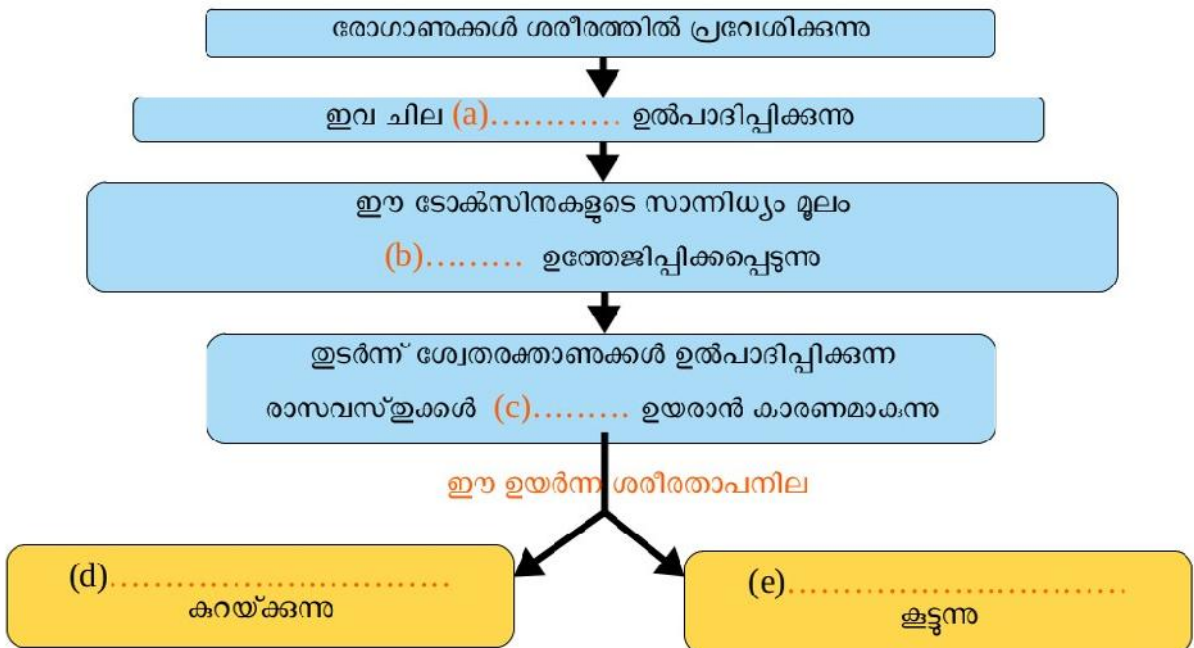 രോഗാണുക്കൾ ശരീരത്തിൽ പ്രവേശിക്കുന്നു
ഇവ ചില (a)............ ഉൽപാദിപ്പിക്കുന്നു
ഈ ടോക്സിനുകളുടെ സാന്നിധ്യം മൂലം
(b)......... ഉത്തേജിപ്പിക്കപ്പെടുന്നു
തുടർന്ന് ശ്വേതരക്താണുക്കൾ ഉൽപാദിപ്പിക്കുന്ന
രാസവസ്തുക്കൾ (c)......... ഉയരാൻ കാരണമാകുന്നു
ഈ ഉയർന്ന ശരീരതാപനില
(d)..............................
കുറയ്ക്കുന്നു
(e)..............................
കൂട്ടുന്നു